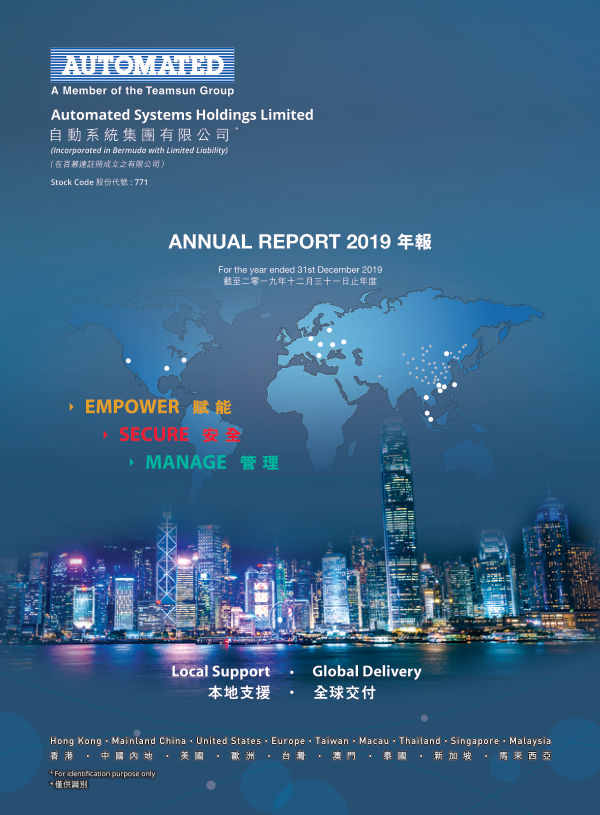 AUTOMATED
A Member of the Teamsun Group
Automated Systems Holdings Limited
自動系統集團有限公司*
(Incorporated in Bermuda with Limited Liability)
(在百慕達註冊成立之有限公司)
Stock Code 股份代號 : 771
ANNUAL REPORT 2019 年報
For the year ended 31st December 2019
截至二零一九年十二月三十一日止年度
EMPOWER 賦能
SECURE 安全
MANAGE 管理
Local Support • Global Delivery
本地支援 • 全球交付
Hong Kong • Mainland China • United States • Europe • Taiwan • Macau • Thailand • Singapore • Malaysia
香港 • 中國內地 • 美國 • 歐洲 • 台灣 • 澳門 • 泰國 • 新加坡 • 馬來西亞
* For identification purpose only
* 僅供識別